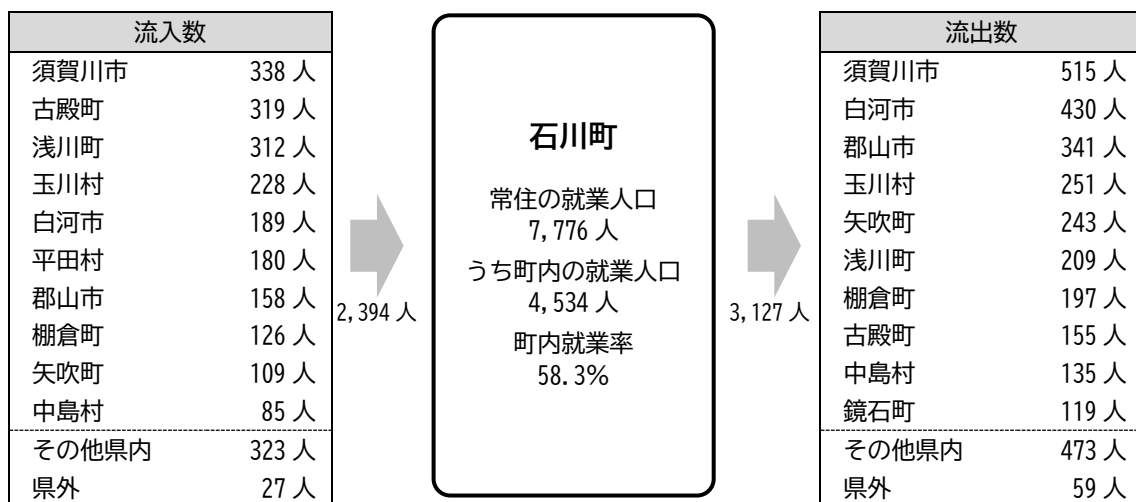 流入数
須賀川市 338 人
古殿町 319 人
浅川町 312 人
玉川村 228 人
白河市 189 人
平田村 180 人
郡山市 158 人
棚倉町 126 人
矢吹町 109 人
中島村 85 人
その他県内 323 人
県外 27 人
2,394 人
石川町
常住の就業人口
7,776 人
うち町内の就業人口
4,534 人
町内就業率
58.3%
3,127 人
流出数
須賀川市 515 人
白河市 430 人
郡山市 341 人
玉川村 251 人
矢吹町 243 人
浅川町 209 人
棚倉町 197 人
古殿町 155 人
中島村 135 人
鏡石町 119 人
その他県内 473 人
県外 59 人